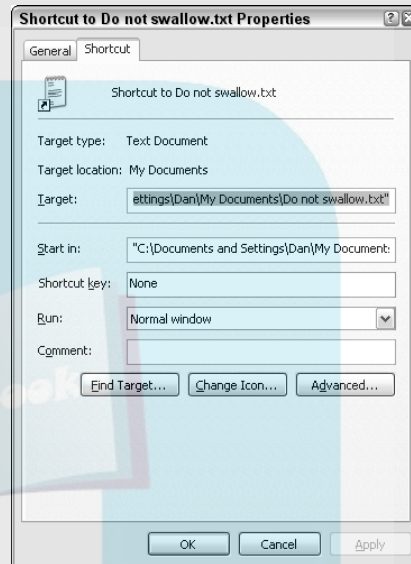 Shortcut to Do not swallow.txt Properties
General Shortcut
Shortcut to Do not swallow.txt
Target type: Text Document
Target location: My Documents
Target: ettings\Dan\My Documents\Do not swallow.txt"
Start in: "C:\Documents and Settings\Dan\My Document:
Shortcut key: None
Run: Normal window
Comment:
Find Target... Change Icon... Advanced...
OK Cancel Apply